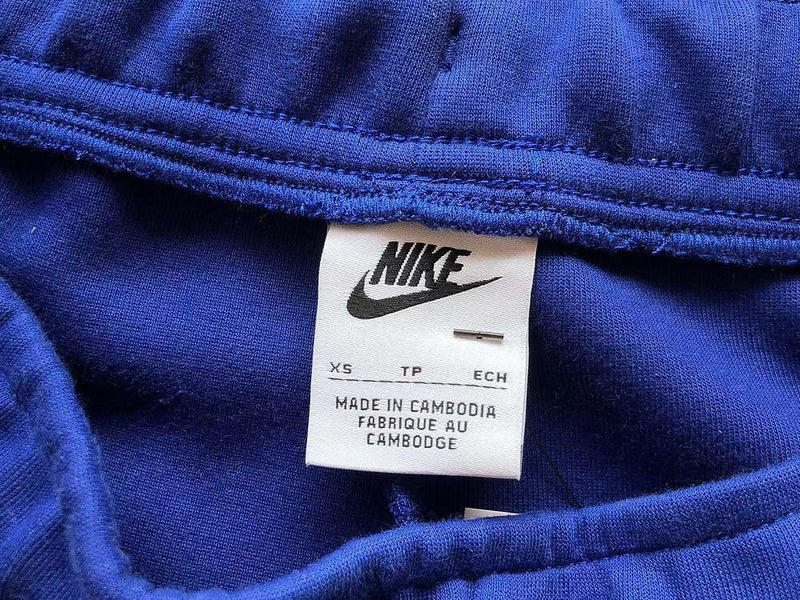 NIKE
XS TP ECH
MADE IN CAMBODIA
FABRIQUE AU
CAMBODGE